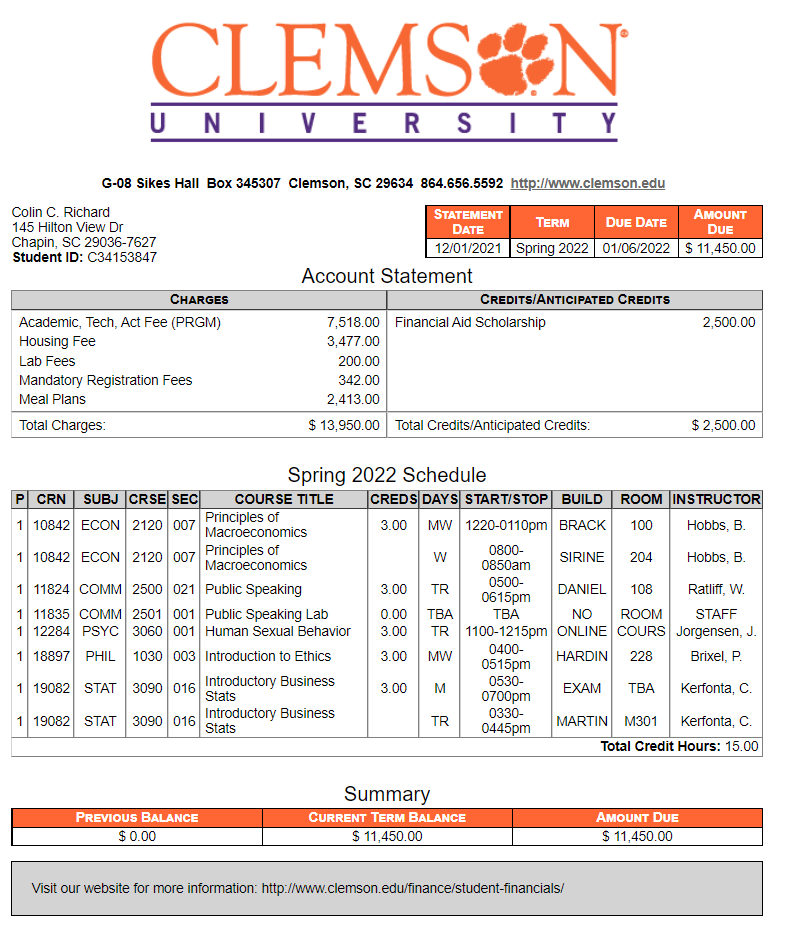 CLEMSON
UNIVERSITY
G-08 Sikes Hall Box 345307 Clemson, SC 29634 864.656.5592 http://www.clemson.edu
Colin C. Richard
145 Hilton View Dr
Chapin, SC 29036-7627
Student ID: C34153847
STATEMENT DATE TERM DUE DATE AMOUNT DUE
12/01/2021 Spring 2022 01/06/2022 $ 11,450.00
Account Statement
CHARGES CREDITS/ANTICIPATED CREDITS
Academic, Tech, Act Fee (PRGM) 7,518.00 Financial Aid Scholarship 2,500.00
Housing Fee 3,477.00
Lab Fees 200.00
Mandatory Registration Fees 342.00
Meal Plans 2,413.00
Total Charges: $ 13,950.00 Total Credits/Anticipated Credits: $ 2,500.00
Spring 2022 Schedule
P CRN SUBJ CRSE SEC COURSE TITLE CREDS DAYS START/STOP BUILD ROOM INSTRUCTOR
1 10842 ECON 2120 007 Principles of Macroeconomics 3.00 MW 1220-0110pm BRACK 100 Hobbs, B.
1 10842 ECON 2120 007 Principles of Macroeconomics W 0800-0850am SIRINE 204 Hobbs, B.
1 11824 COMM 2500 021 Public Speaking 3.00 TR 0500-0615pm DANIEL 108 Ratliff, W.
1 11835 COMM 2501 001 Public Speaking Lab 0.00 TBA TBA NO ROOM STAFF
1 12284 PSYC 3060 001 Human Sexual Behavior 3.00 TR 1100-1215pm ONLINE COURS Jorgensen, J.
1 18897 PHIL 1030 003 Introduction to Ethics 3.00 MW 0400-0515pm HARDIN 228 Brixel, P.
1 19082 STAT 3090 016 Introductory Business Stats 3.00 M 0530-0700pm EXAM TBA Kerfonta, C.
1 19082 STAT 3090 016 Introductory Business Stats TR 0330-0445pm MARTIN M301 Kerfonta, C.
Total Credit Hours: 15.00
Summary
PREVIOUS BALANCE CURRENT TERM BALANCE AMOUNT DUE
$ 0.00 $ 11,450.00 $ 11,450.00
Visit our website for more information: http://www.clemson.edu/finance/student-financials/